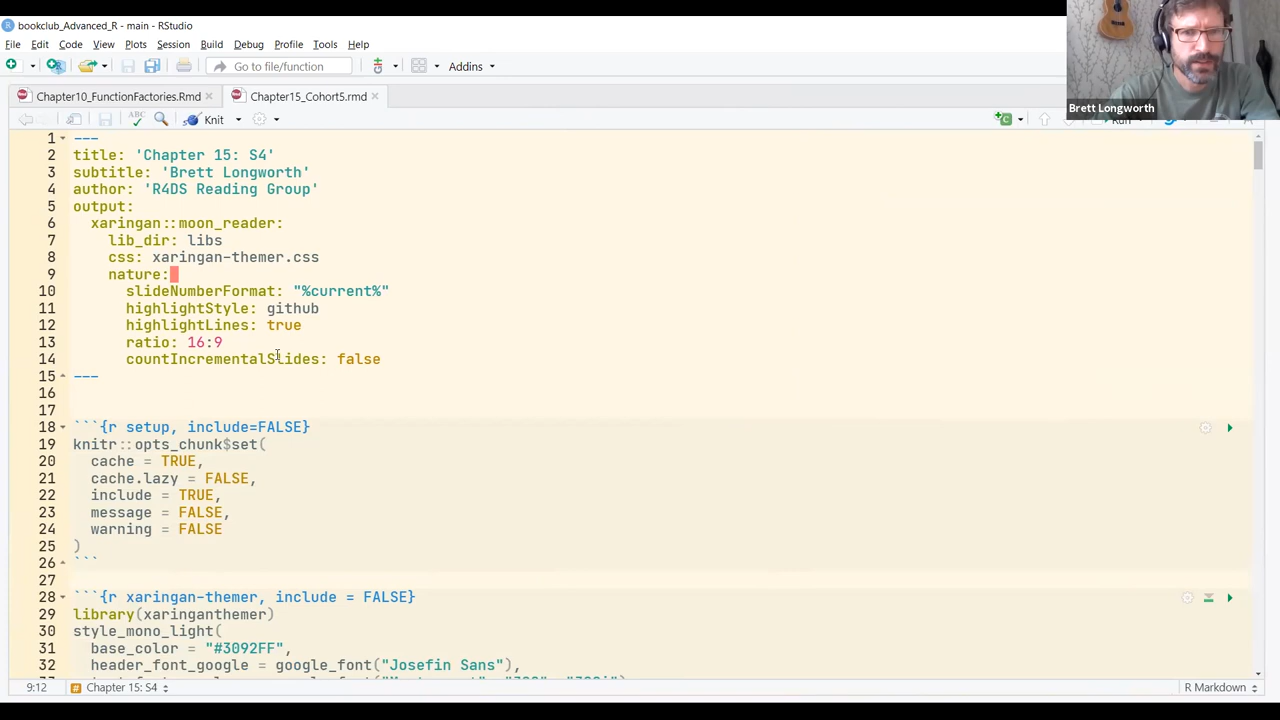 bookclub_Advanced_R - main - RStudio
File Edit Code View Plots Session Build Debug Profile Tools Help
Go to file/function Addins
Chapter10_FunctionFactories.Rmd Chapter15_Cohort5.rmd
ABC Knit Run
Brett Longworth
1 ---
2 title: 'Chapter 15: S4'
3 subtitle: 'Brett Longworth'
4 author: 'R4DS Reading Group'
5 output:
6 xaringan::moon_reader:
7 lib_dir: libs
8 css: xaringan-themer.css
9 nature:
10 slideNumberFormat: "%current%"
11 highlightStyle: github
12 highlightLines: true
13 ratio: 16:9
14 countIncrementalSlides: false
15 ---
16
17
18 ```{r setup, include=FALSE}
19 knitr::opts_chunk$set(
20 cache = TRUE,
21 cache.lazy = FALSE,
22 include = TRUE,
23 message = FALSE,
24 warning = FALSE
25 )
26 ```
27
28 ```{r xaringan-themer, include = FALSE}
29 library(xaringanthemer)
30 style_mono_light(
31 base_color = "#3092FF",
32 header_font_google = google_font("Josefin Sans"),
9:12 Chapter 15: S4 R Markdown